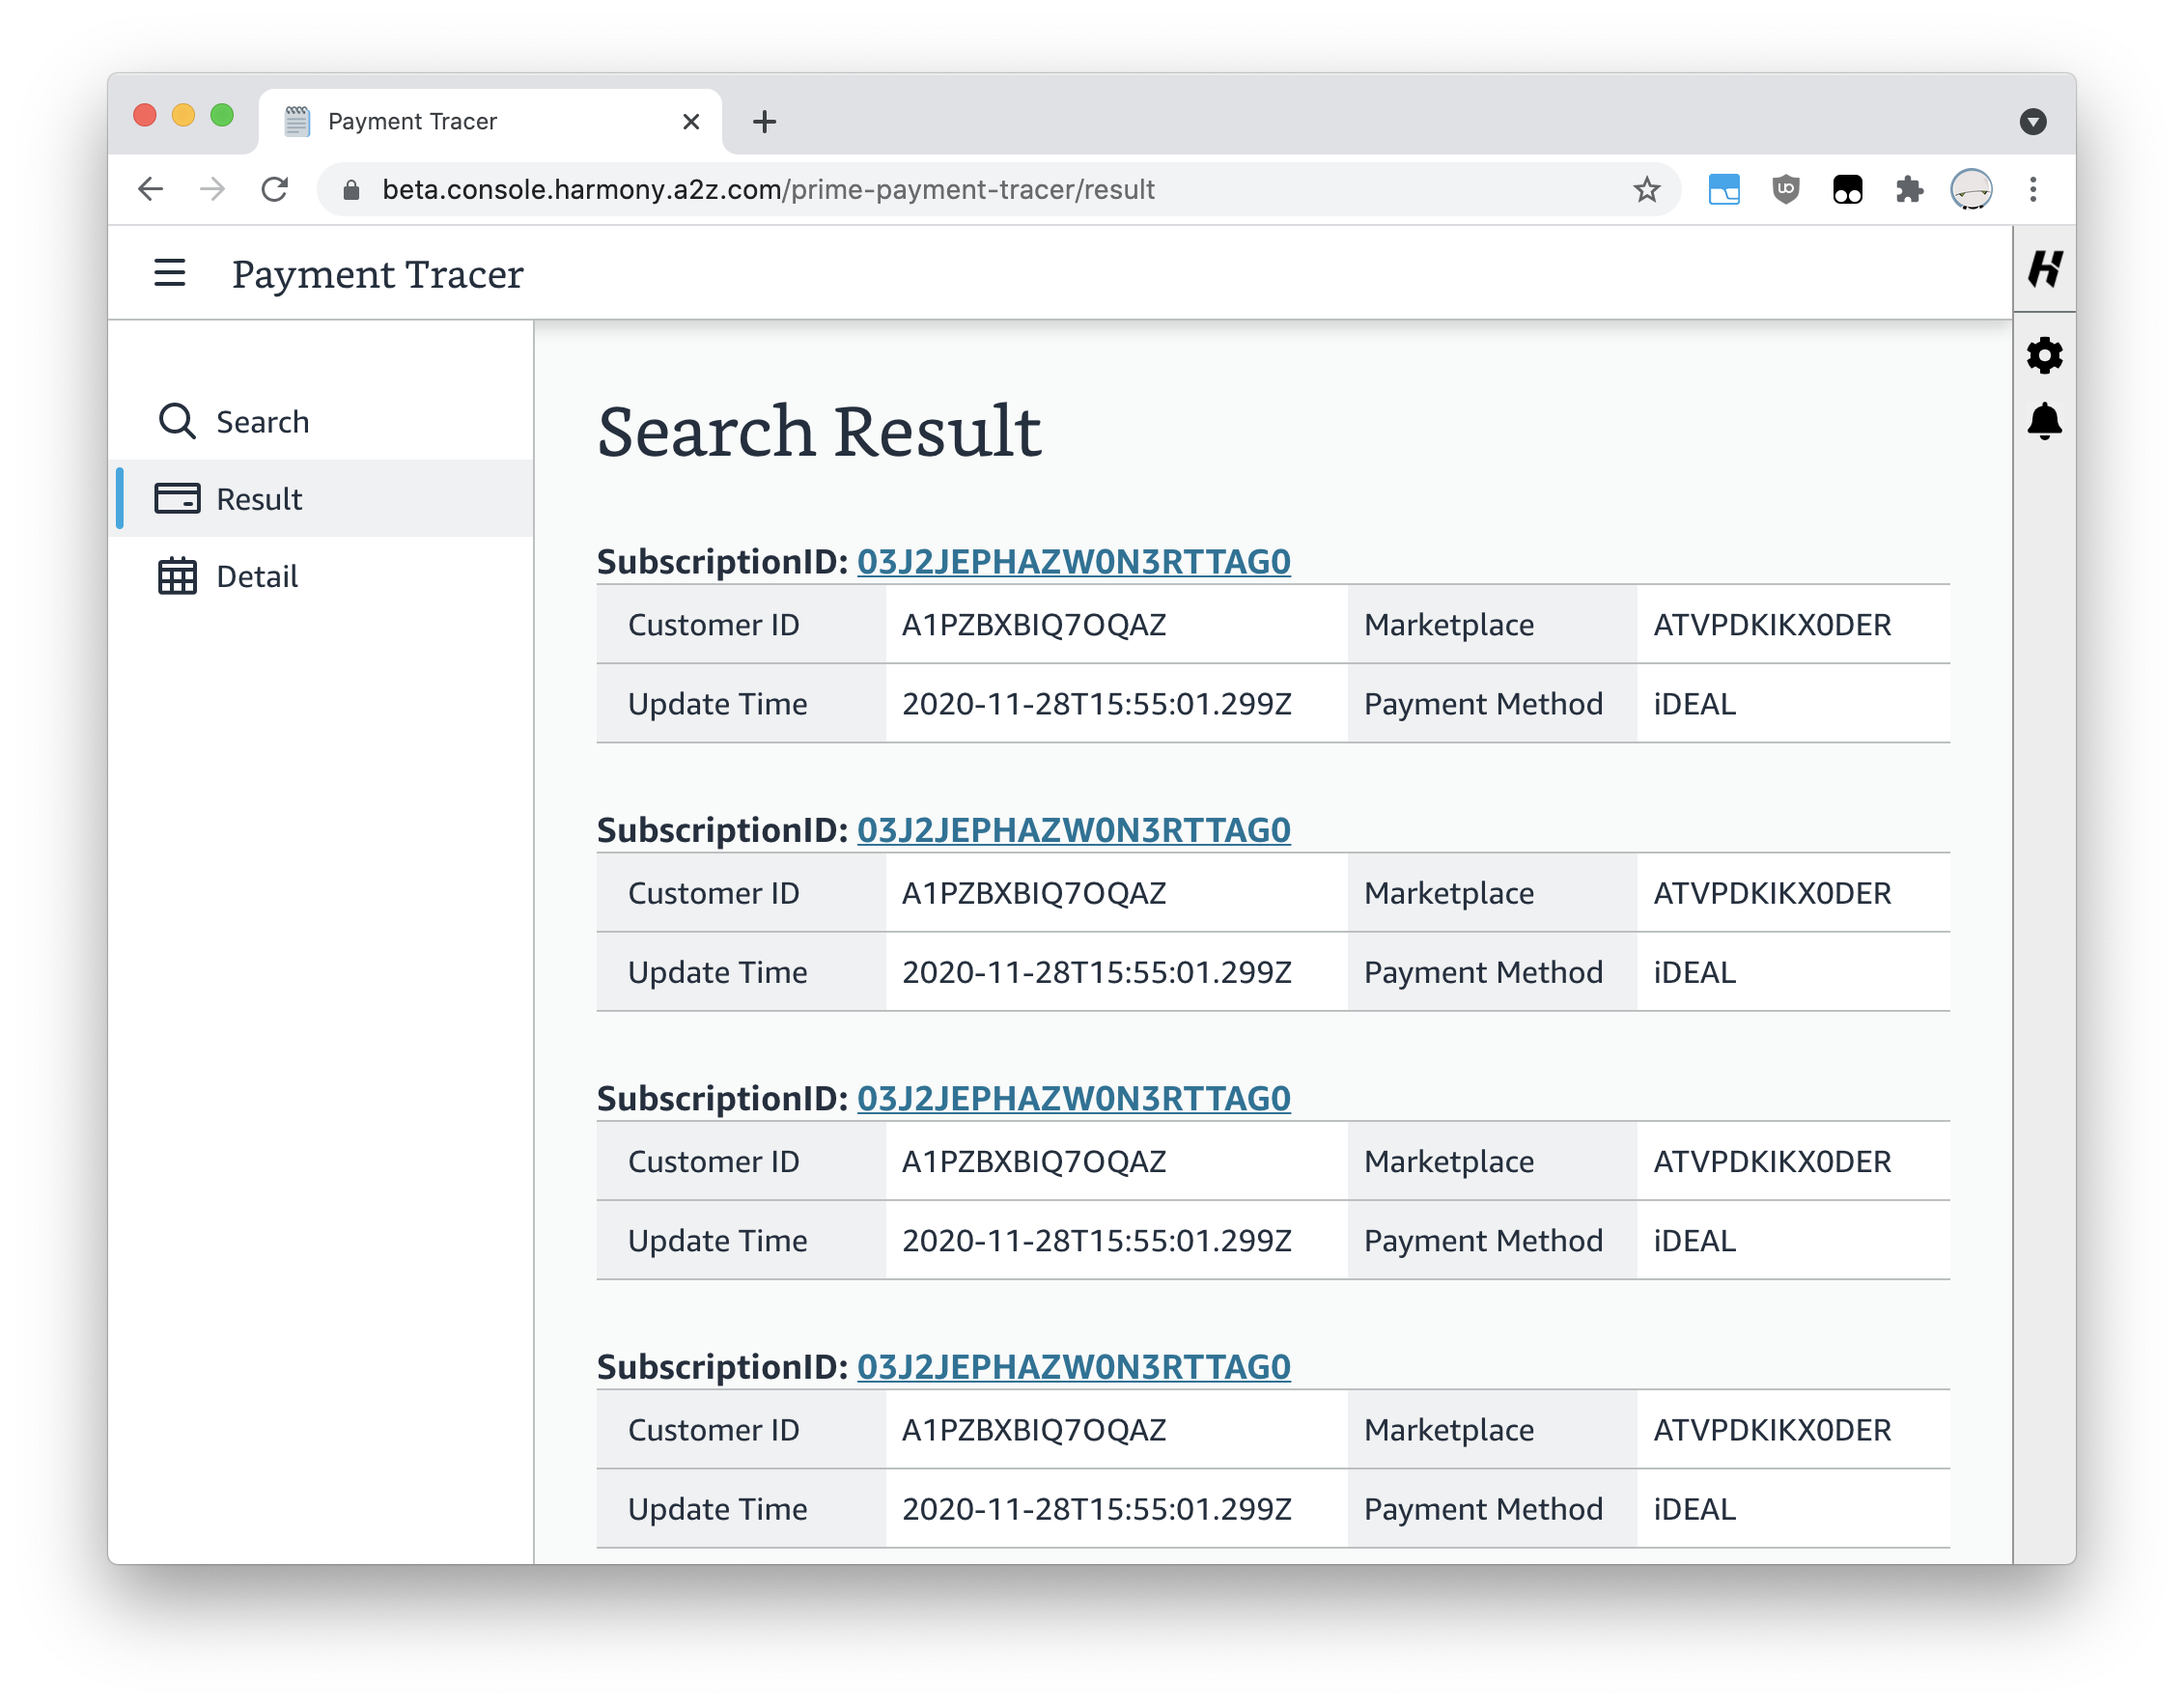 Payment Tracer
beta.console.harmony.a2z.com/prime-payment-tracer/result
Payment Tracer
Search
Result
Detail
Search Result
SubscriptionID: 03J2JEPHAZW0N3RTTAG0
Customer ID A1PZBXBIQ7OQAZ Marketplace ATVPDKIKX0DER
Update Time 2020-11-28T15:55:01.299Z Payment Method iDEAL
SubscriptionID: 03J2JEPHAZW0N3RTTAG0
Customer ID A1PZBXBIQ7OQAZ Marketplace ATVPDKIKX0DER
Update Time 2020-11-28T15:55:01.299Z Payment Method iDEAL
SubscriptionID: 03J2JEPHAZW0N3RTTAG0
Customer ID A1PZBXBIQ7OQAZ Marketplace ATVPDKIKX0DER
Update Time 2020-11-28T15:55:01.299Z Payment Method iDEAL
SubscriptionID: 03J2JEPHAZW0N3RTTAG0
Customer ID A1PZBXBIQ7OQAZ Marketplace ATVPDKIKX0DER
Update Time 2020-11-28T15:55:01.299Z Payment Method iDEAL